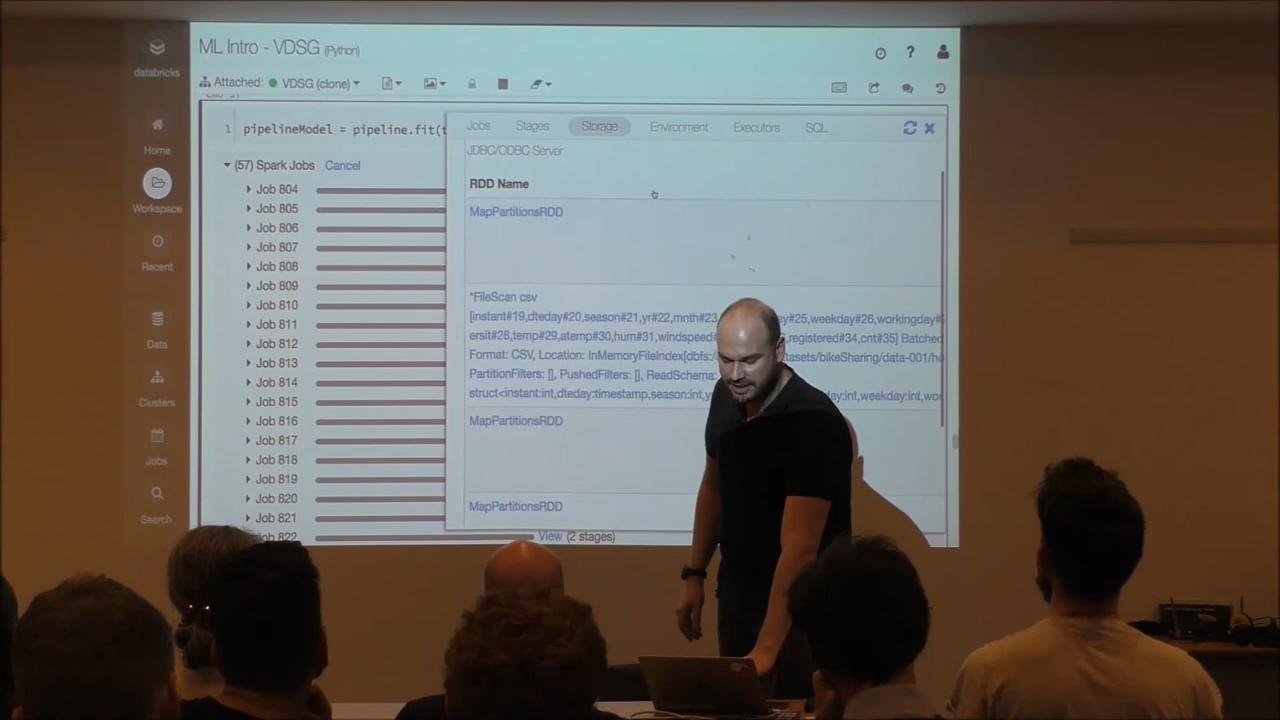 ML Intro - VDSG (Python)
databricks
Attached: VDSG (clone)
Home
Workspace
Recent
Data
Clusters
Jobs
Search
1 pipelineModel = pipeline.fit(
(57) Spark Jobs Cancel
Job 804
Job 805
Job 806
Job 807
Job 808
Job 809
Job 810
Job 811
Job 812
Job 813
Job 814
Job 815
Job 816
Job 817
Job 818
Job 819
Job 820
Job 821
Job 822
View (2 stages)
Jobs Stages Storage Environment Executors SQL
JDBC/ODBC Server
RDD Name
MapPartitionsRDD
*FileScan csv
[instant#19,dteday#20,season#21,yr#22,mnth#23 day#25,weekday#26,workingday#
ersit#28,temp#29,atemp#30,hum#31,windspeed# registered#34,cnt#35] Batched
Format: CSV, Location: InMemoryFileIndex[dbfs:/ tasets/bikeSharing/data-001/ho
PartitionFilters: [], PushedFilters: [], ReadSchema:
struct<instant:int,dteday:timestamp,season:int,y day:int,weekday:int,wor
MapPartitionsRDD
MapPartitionsRDD